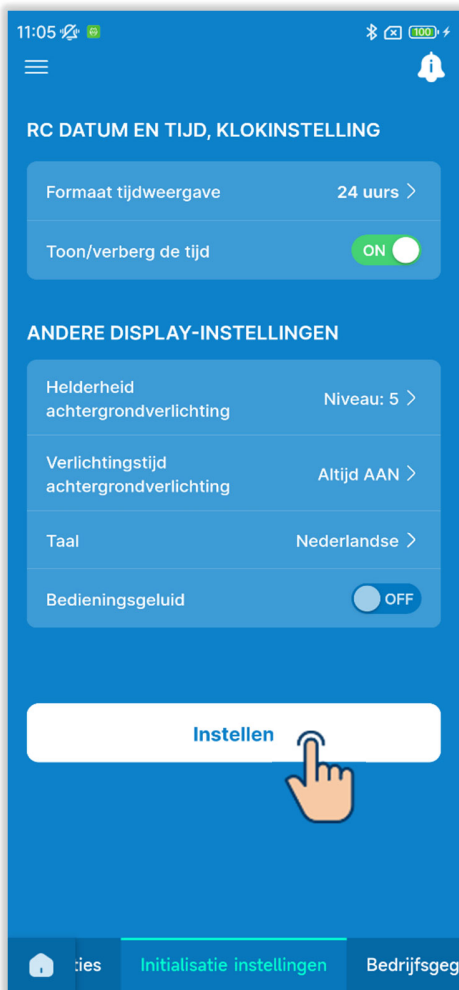 11:05
100
RC DATUM EN TIJD, KLOKINSTELLING
Formaat tijdweergave 24 uurs
Toon/verberg de tijd ON
ANDERE DISPLAY-INSTELLINGEN
Helderheid
achtergrondverlichting Niveau: 5
Verlichtingstijd
achtergrondverlichting Altijd AAN
Taal Nederlandse
Bedieningsgeluid OFF
Instellen
ties Initialisatie instellingen Bedrijfsgeg